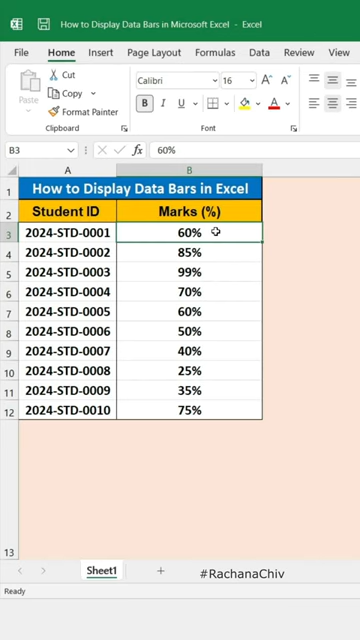 How to Display Data Bars in Microsoft Excel - Excel
File Home Insert Page Layout Formulas Data Review View
Paste
Cut
Copy
Format Painter
Clipboard
Calibri 16 A A
B I U A
Font
B3 fx 60%
A B
1 How to Display Data Bars in Excel
2 Student ID Marks (%)
3 2024-STD-0001 60%
4 2024-STD-0002 85%
5 2024-STD-0003 99%
6 2024-STD-0004 70%
7 2024-STD-0005 60%
8 2024-STD-0006 50%
9 2024-STD-0007 40%
10 2024-STD-0008 25%
11 2024-STD-0009 35%
12 2024-STD-0010 75%
13
Sheet1 +
#RachanaChiv
Ready